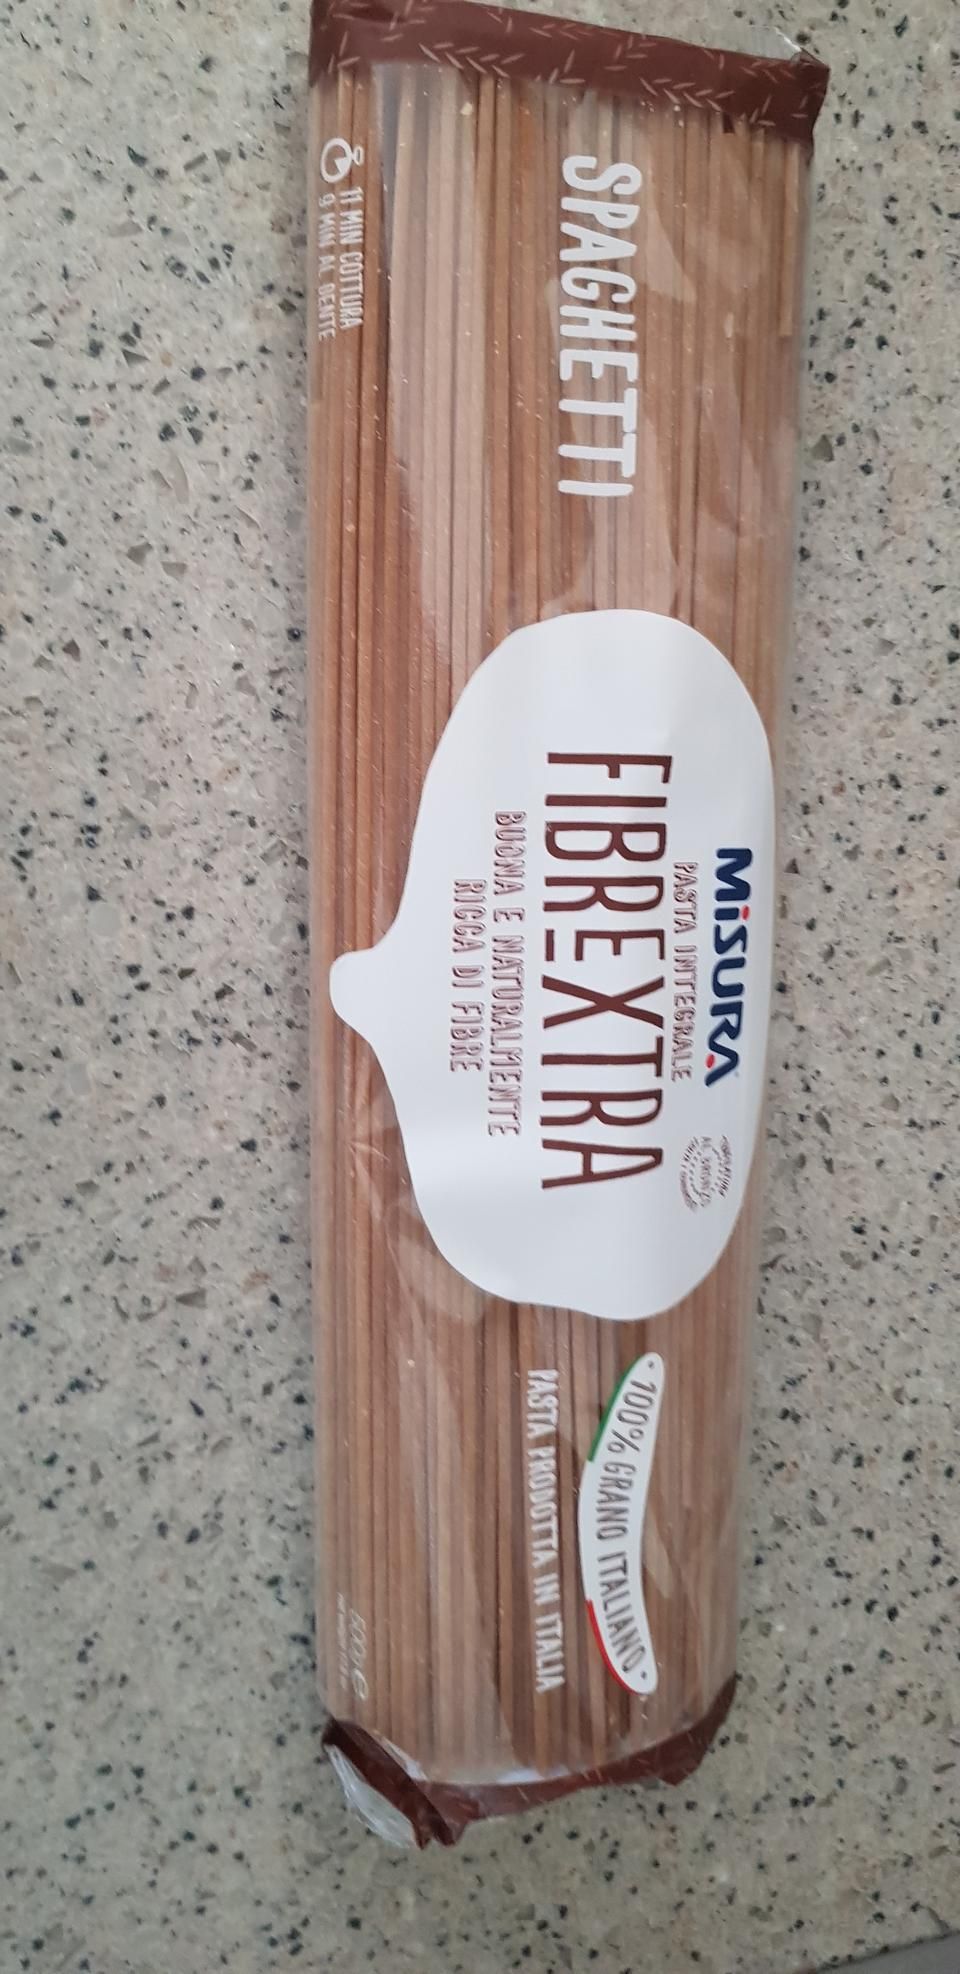 SPAGHETTI
11 MIN COTTURA
9 MIN AL DENTE
MiSURA
PASTA INTEGRALE
FIBREXTRA
BUONA E NATURALMENTE
RICCA DI FIBRE
100% GRANO ITALIANO
PASTA PRODOTTA IN ITALIA
500g e